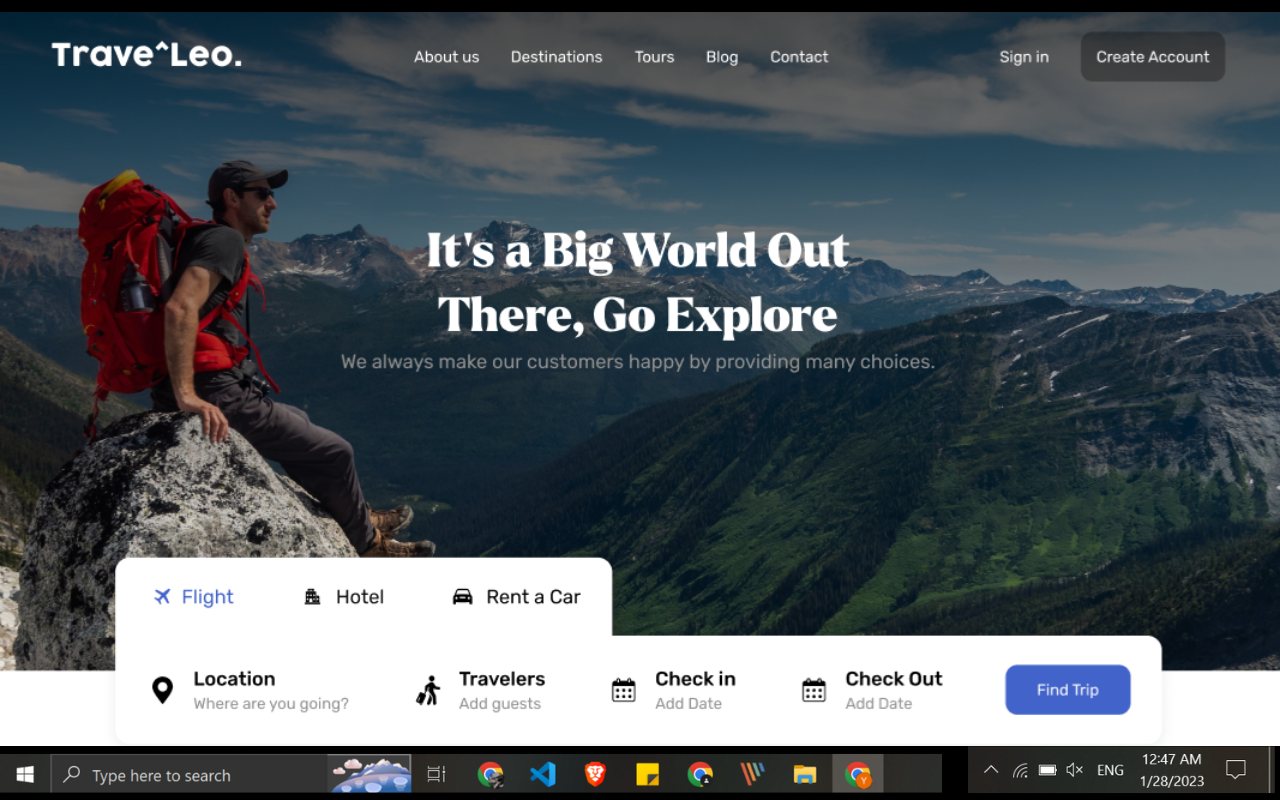 Trave^Leo.
About us Destinations Tours Blog Contact
Sign in Create Account
It's a Big World Out
There, Go Explore
We always make our customers happy by providing many choices.
Flight Hotel Rent a Car
Location Travelers Check in Check Out
Where are you going? Add guests Add Date Add Date
Find Trip
Type here to search
ENG
12:47 AM
1/28/2023